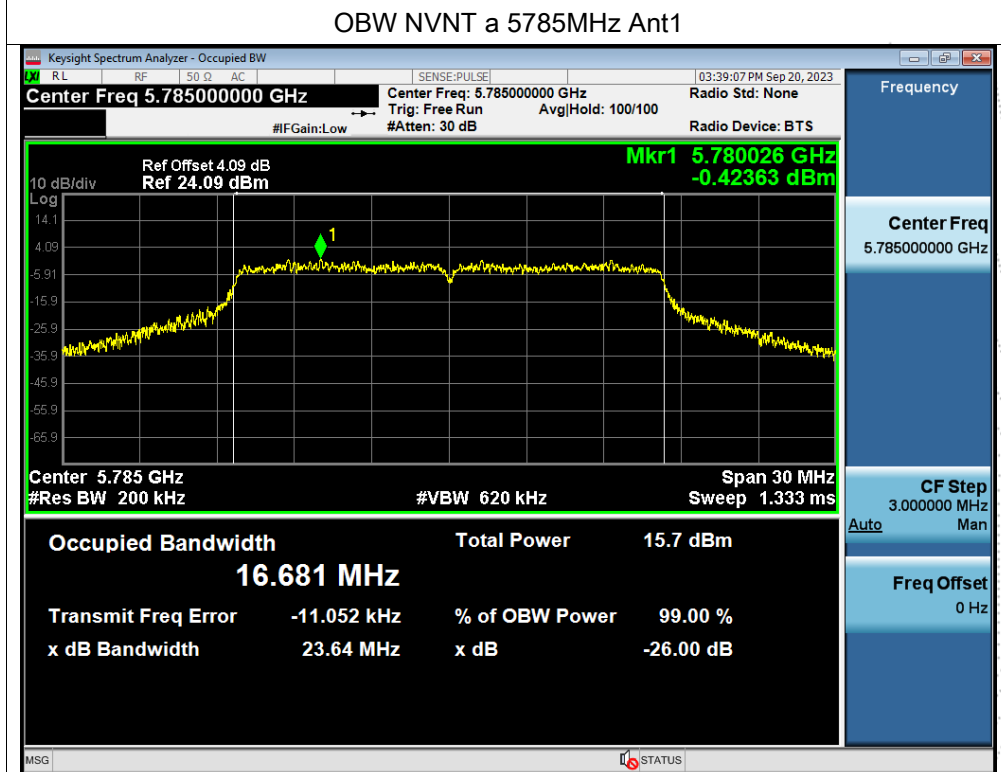 OBW NVNT a 5785MHz Ant1
Keysight Spectrum Analyzer - Occupied BW
LXI RL RF 50 Ω AC SENSE:PULSE 03:39:07 PM Sep 20, 2023
Center Freq 5.785000000 GHz Center Freq: 5.785000000 GHz Radio Std: None
Trig: Free Run Avg|Hold: 100/100
#IFGain:Low #Atten: 30 dB Radio Device: BTS
Frequency
Mkr1 5.780026 GHz
-0.42363 dBm
Ref Offset 4.09 dB
10 dB/div Ref 24.09 dBm
Log
14.1
4.09
-5.91
-15.9
-25.9
-35.9
-45.9
-55.9
-65.9
1
Center 5.785 GHz Span 30 MHz
#Res BW 200 kHz #VBW 620 kHz Sweep 1.333 ms
Center Freq
5.785000000 GHz
CF Step
3.000000 MHz
Auto Man
Freq Offset
0 Hz
Occupied Bandwidth Total Power 15.7 dBm
16.681 MHz
Transmit Freq Error -11.052 kHz % of OBW Power 99.00 %
x dB Bandwidth 23.64 MHz x dB -26.00 dB
MSG STATUS